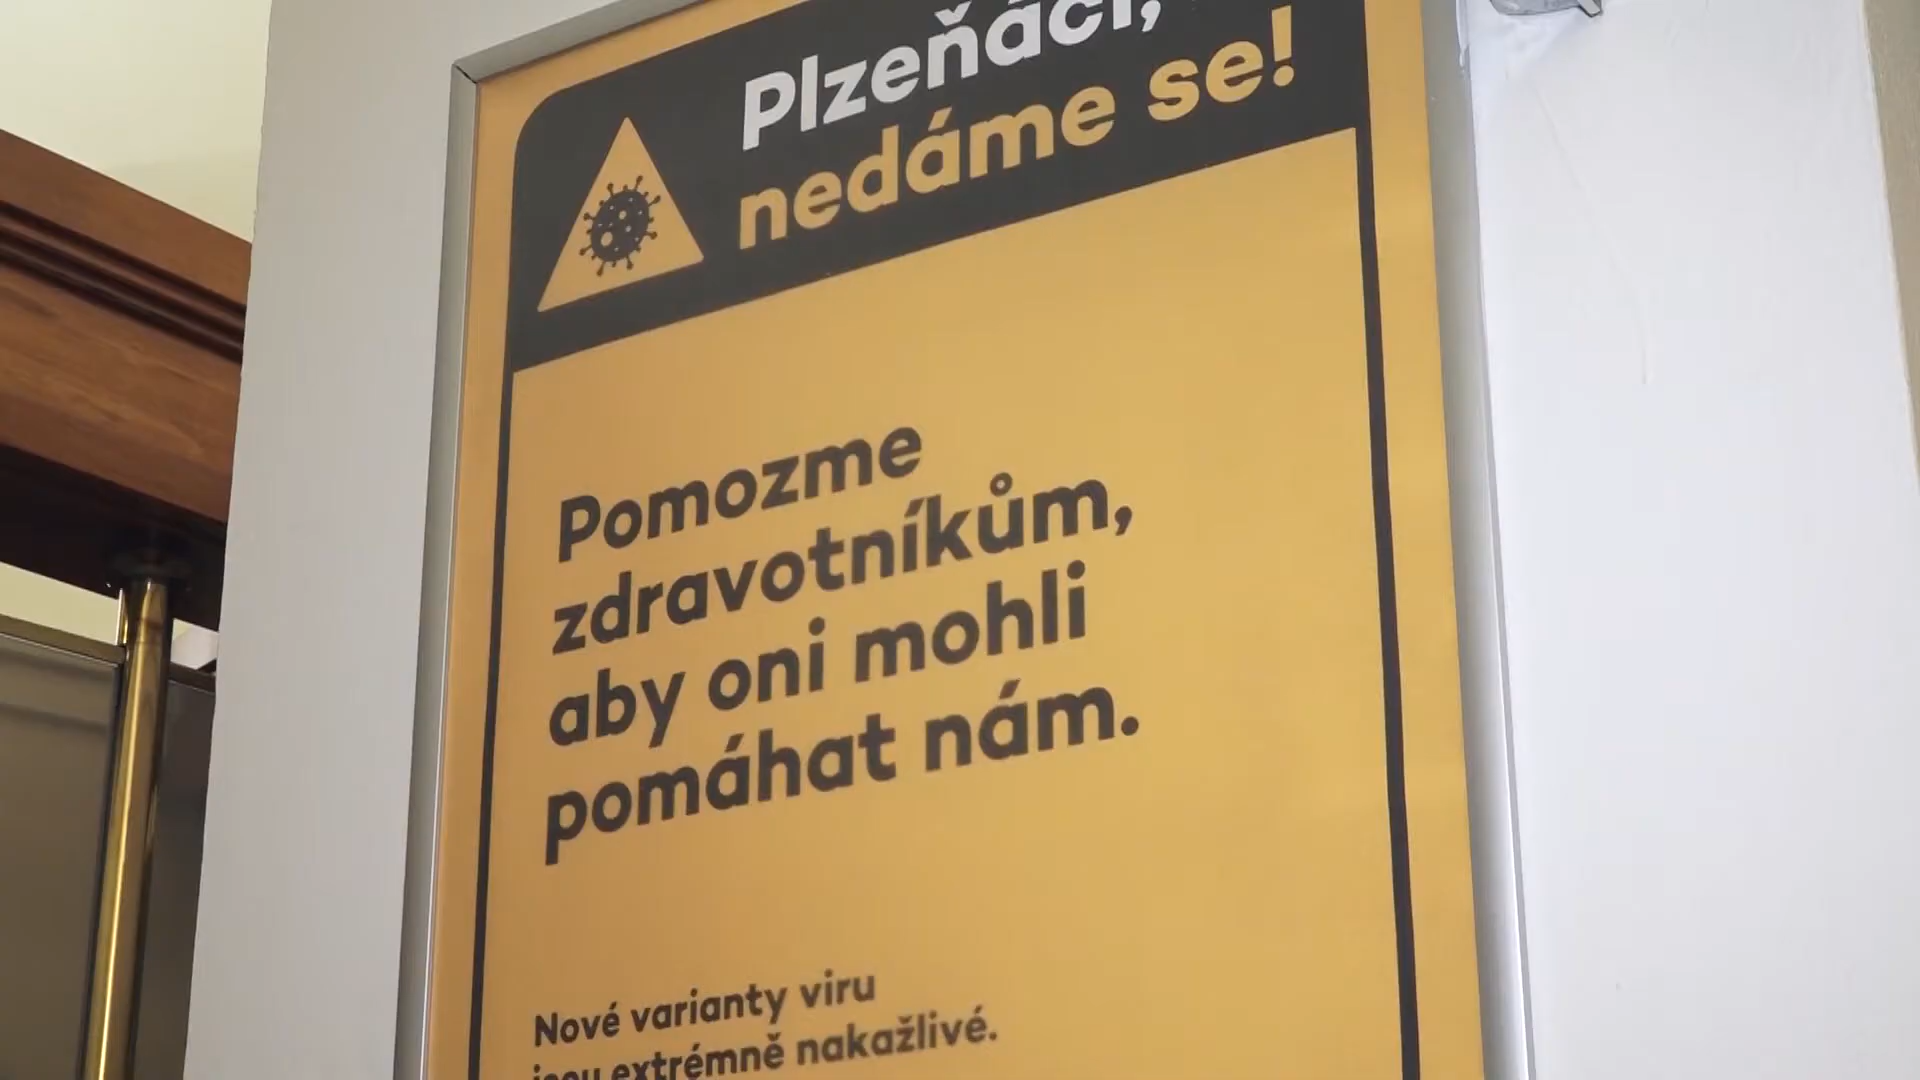 Plzeňáci,
nedáme se!
Pomozme
zdravotníkům,
aby oni mohli
pomáhat nám.
Nové varianty viru
jsou extrémně nakažlivé.